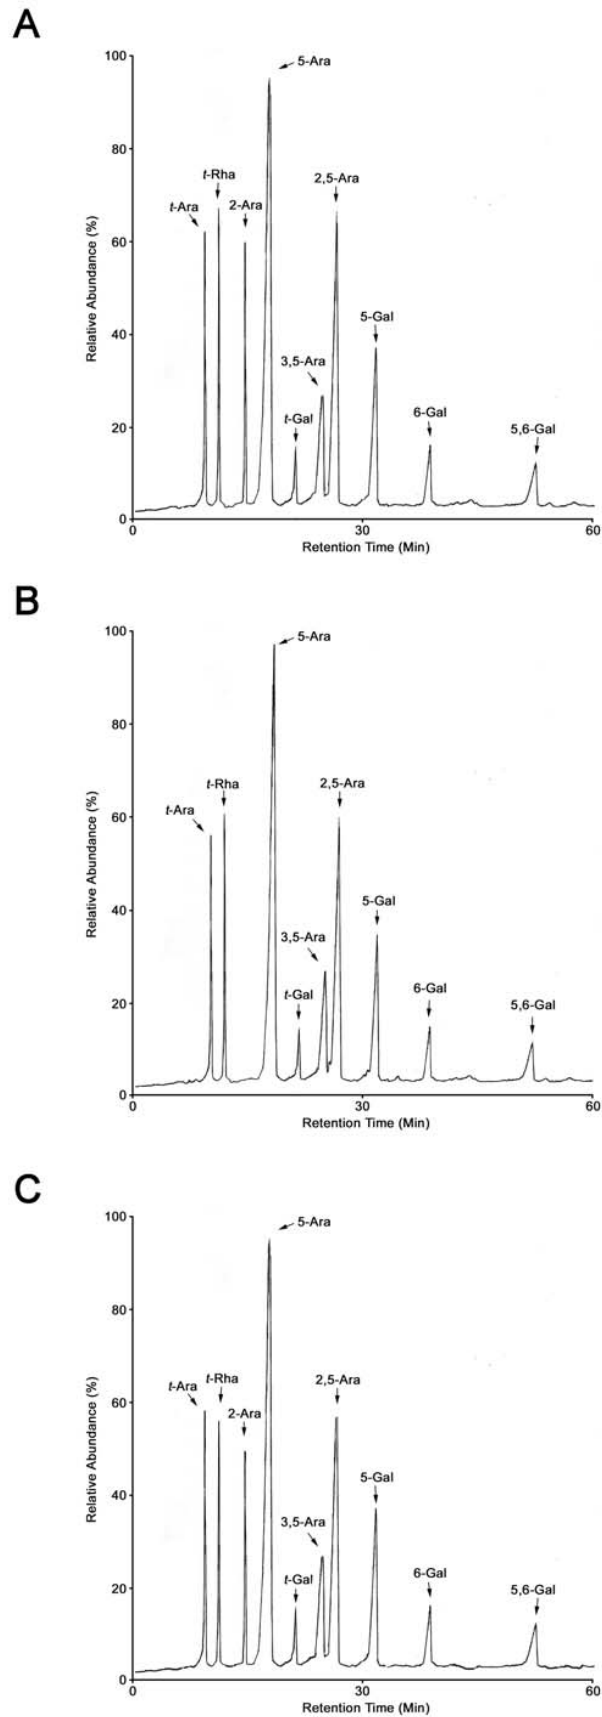 A
5-Ara
100
80
t-Rha
t-Ara
2-Ara
2,5-Ara
60
Relative Abundance (%)
5-Gal
40
3,5-Ara
t-Gal
6-Gal
5,6-Gal
20
0
0
30
60
Retention Time (Min)
B
5-Ara
100
80
t-Rha
2,5-Ara
t-Ara
60
Relative Abundance (%)
5-Gal
40
3,5-Ara
t-Gal
6-Gal
5,6-Gal
20
0
0
30
60
Retention Time (Min)
C
5-Ara
100
80
t-Rha
t-Ara
2,5-Ara
2-Ara
60
Relative Abundance (%)
5-Gal
40
3,5-Ara
t-Gal
6-Gal
5,6-Gal
20
0
0
30
60
Retention Time (Min)